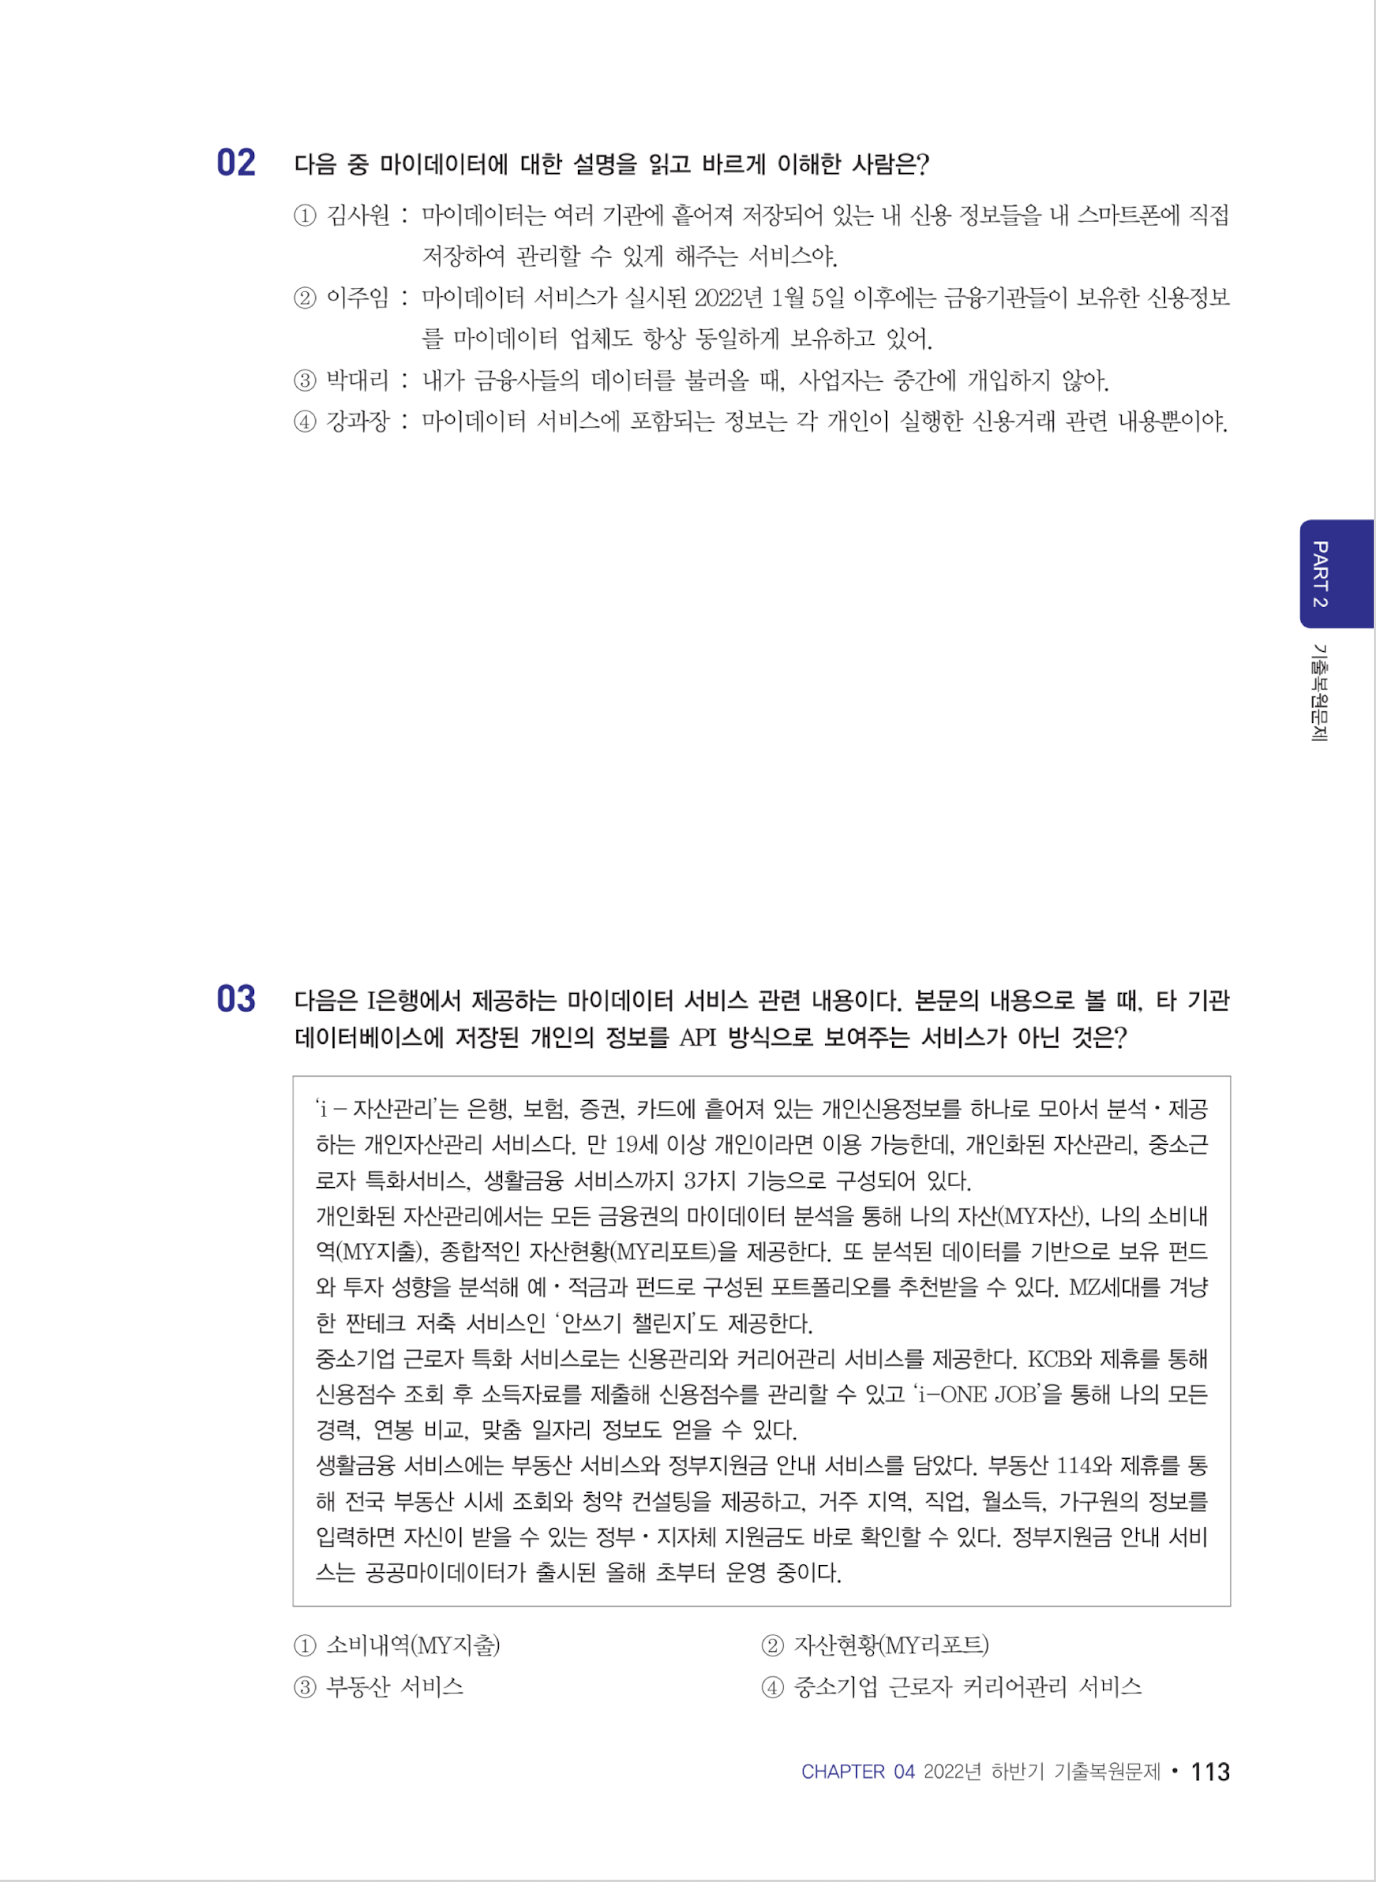 02 다음 중 마이데이터에 대한 설명을 읽고 바르게 이해한 사람은?
① 김사원 : 마이데이터는 여러 기관에 흩어져 저장되어 있는 내 신용 정보들을 내 스마트폰에 직접
저장하여 관리할 수 있게 해주는 서비스야.
② 이주임 : 마이데이터 서비스가 실시된 2022년 1월 5일 이후에는 금융기관들이 보유한 신용정보
를 마이데이터 업체도 항상 동일하게 보유하고 있어.
③ 박대리 : 내가 금융사들의 데이터를 불러올 때, 사업자는 중간에 개입하지 않아.
④ 강과장 : 마이데이터 서비스에 포함되는 정보는 각 개인이 실행한 신용거래 관련 내용뿐이야.
PART 2
기출복원문제
03 다음은 I은행에서 제공하는 마이데이터 서비스 관련 내용이다. 본문의 내용으로 볼 때, 타 기관
데이터베이스에 저장된 개인의 정보를 API 방식으로 보여주는 서비스가 아닌 것은?
‘i – 자산관리’는 은행, 보험, 증권, 카드에 흩어져 있는 개인신용정보를 하나로 모아서 분석·제공
하는 개인자산관리 서비스다. 만 19세 이상 개인이라면 이용 가능한데, 개인화된 자산관리, 중소근
로자 특화서비스, 생활금융 서비스까지 3가지 기능으로 구성되어 있다.
개인화된 자산관리에서는 모든 금융권의 마이데이터 분석을 통해 나의 자산(MY자산), 나의 소비내
역(MY지출), 종합적인 자산현황(MY리포트)을 제공한다. 또 분석된 데이터를 기반으로 보유 펀드
와 투자 성향을 분석해 예·적금과 펀드로 구성된 포트폴리오를 추천받을 수 있다. MZ세대를 겨냥
한 짠테크 저축 서비스인 ‘안쓰기 챌린지’도 제공한다.
중소기업 근로자 특화 서비스로는 신용관리와 커리어관리 서비스를 제공한다. KCB와 제휴를 통해
신용점수 조회 후 소득자료를 제출해 신용점수를 관리할 수 있고 ‘i-ONE JOB’을 통해 나의 모든
경력, 연봉 비교, 맞춤 일자리 정보도 얻을 수 있다.
생활금융 서비스에는 부동산 서비스와 정부지원금 안내 서비스를 담았다. 부동산 114와 제휴를 통
해 전국 부동산 시세 조회와 청약 컨설팅을 제공하고, 거주 지역, 직업, 월소득, 가구원의 정보를
입력하면 자신이 받을 수 있는 정부·지자체 지원금도 바로 확인할 수 있다. 정부지원금 안내 서비
스는 공공마이데이터가 출시된 올해 초부터 운영 중이다.
① 소비내역(MY지출) ② 자산현황(MY리포트)
③ 부동산 서비스 ④ 중소기업 근로자 커리어관리 서비스
CHAPTER 04 2022년 하반기 기출복원문제 • 113